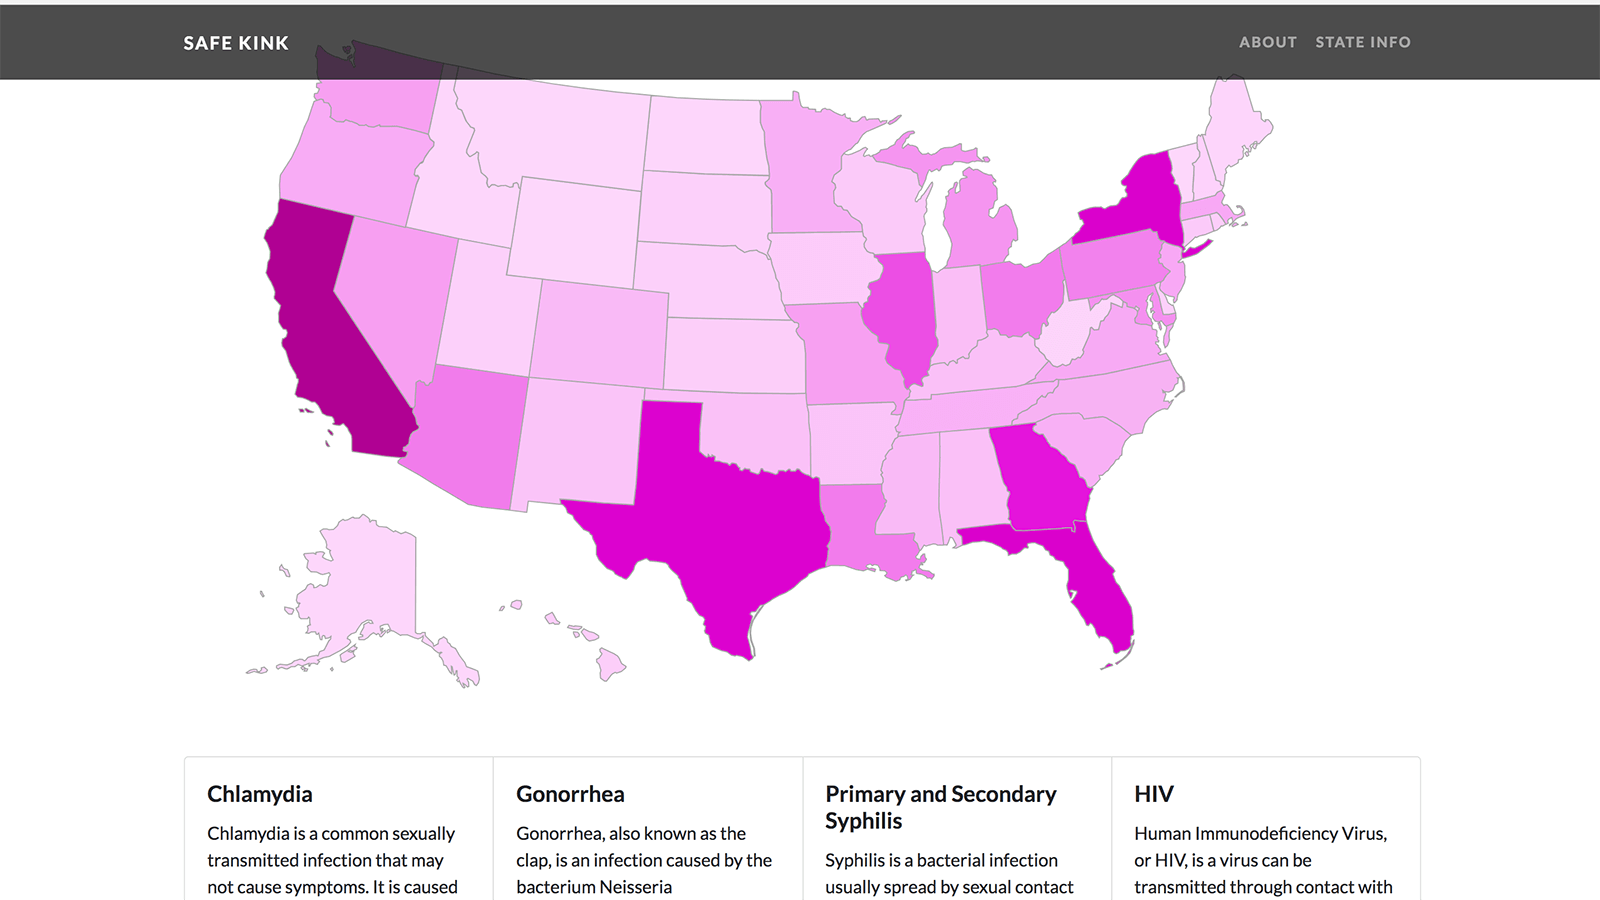 SAFE KINK
ABOUT
STATE INFO
Chlamydia
Chlamydia is a common sexually
transmitted infection that may
not cause symptoms. It is caused
Gonorrhea
Gonorrhea, also known as the
clap, is an infection caused by the
bacterium Neisseria
Primary and Secondary
Syphilis
Syphilis is a bacterial infection
usually spread by sexual contact
HIV
Human Immunodeficiency Virus,
or HIV, is a virus can be
transmitted through contact with